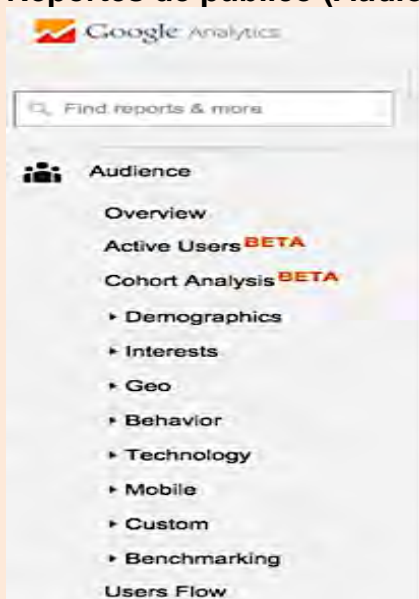 Reportes de público (Audie
Google Analytics
Find reports & more
Audience
Overview
Active Users BETA
Cohort Analysis BETA
Demographics
Interests
Geo
Behavior
Technology
Mobile
Custom
Benchmarking
Users Flow